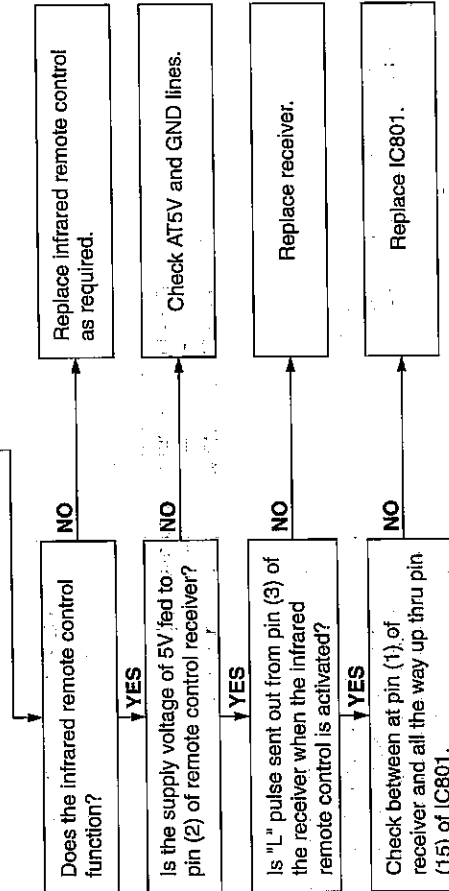 Does the infrared remote control
function?
NO
Replace infrared remote control
as required.
YES
Is the supply voltage of 5V fed to
pin (2) of remote control receiver?
NO
Check AT5V and GND lines.
YES
Is "L" pulse sent out from pin (3) of
the receiver when the infrared
remote control is activated?
NO
Replace receiver.
YES
Check between at pin (1) of
receiver and all the way up thru pin
(15) of IC801.
NO
Replace IC801.